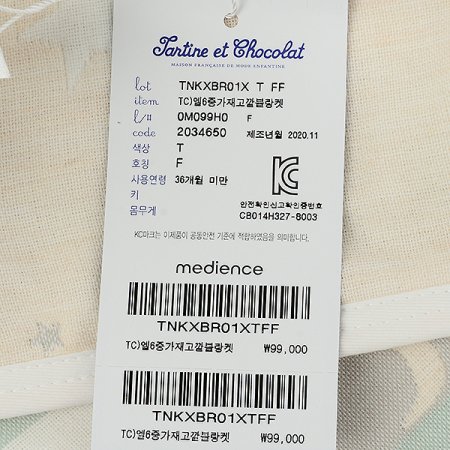 Tartine et Chocolat
MAISON FRANÇAISE DE MODE ENFANTINE
lot TNKXBR01X T FF
item TC)엘6중가재고깔블랑켓
l/# 0M099H0 F
code 2034650 제조년월 2020.11
색상 T
호칭 F
사용연령 36개월 미만
키
몸무게
안전확인신고확인증번호
CB014H327-8003
KC마크는 이제품이 공통안전 기준에 적합하였음을 의미합니다.
medience
TNKXBR01XTFF
TC)엘6중가재고깔블랑켓 ₩99,000
TNKXBR01XTFF
TC)엘6중가재고깔블랑켓 ₩99,000